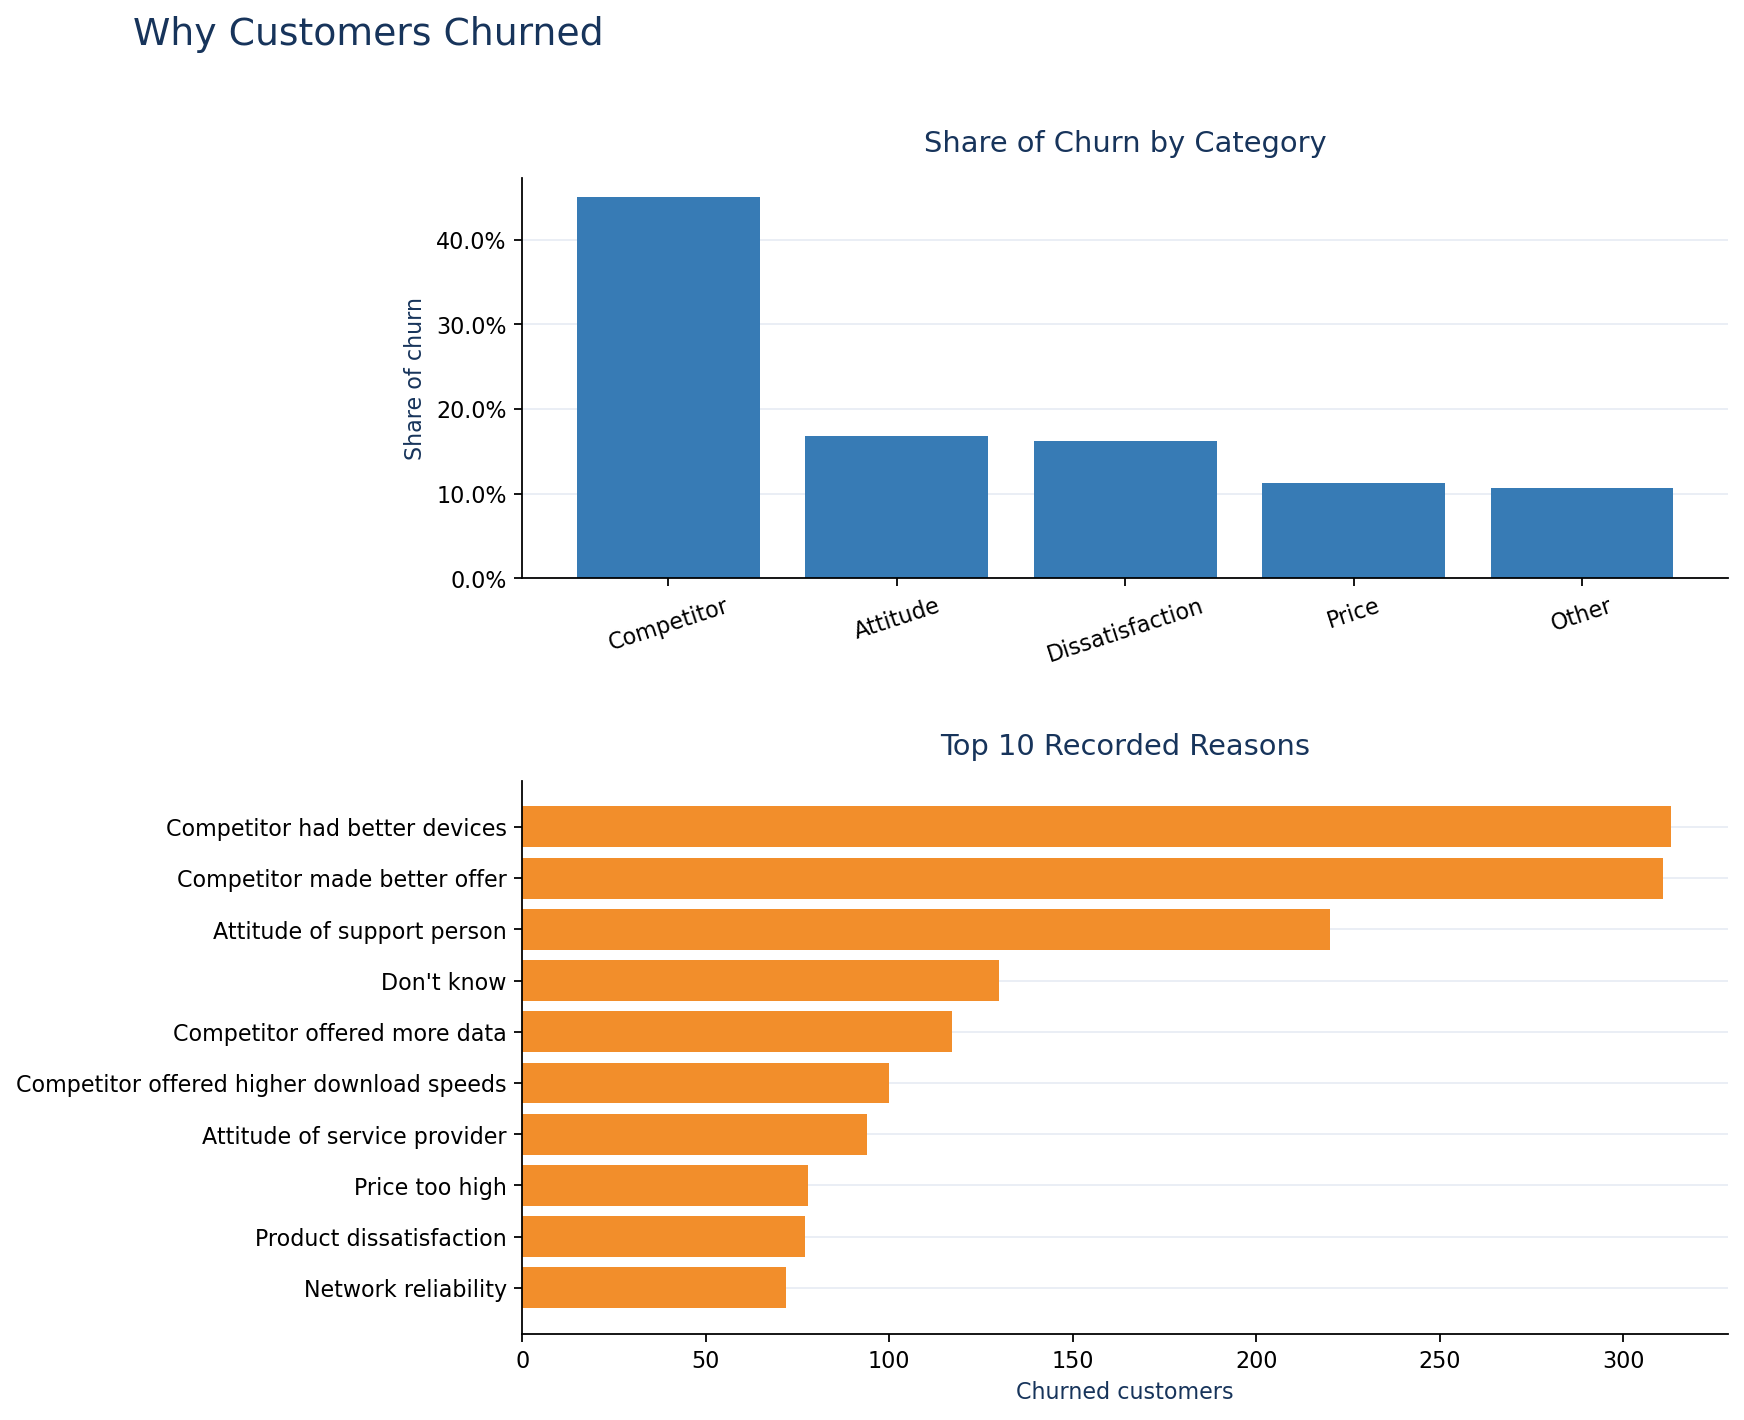 Why Customers Churned
Share of Churn by Category
Share of churn
40.0%
30.0%
20.0%
10.0%
0.0%
Competitor
Attitude
Dissatisfaction
Price
Other
Top 10 Recorded Reasons
Competitor had better devices
Competitor made better offer
Attitude of support person
Don't know
Competitor offered more data
Competitor offered higher download speeds
Attitude of service provider
Price too high
Product dissatisfaction
Network reliability
0 50 100 150 200 250 300
Churned customers